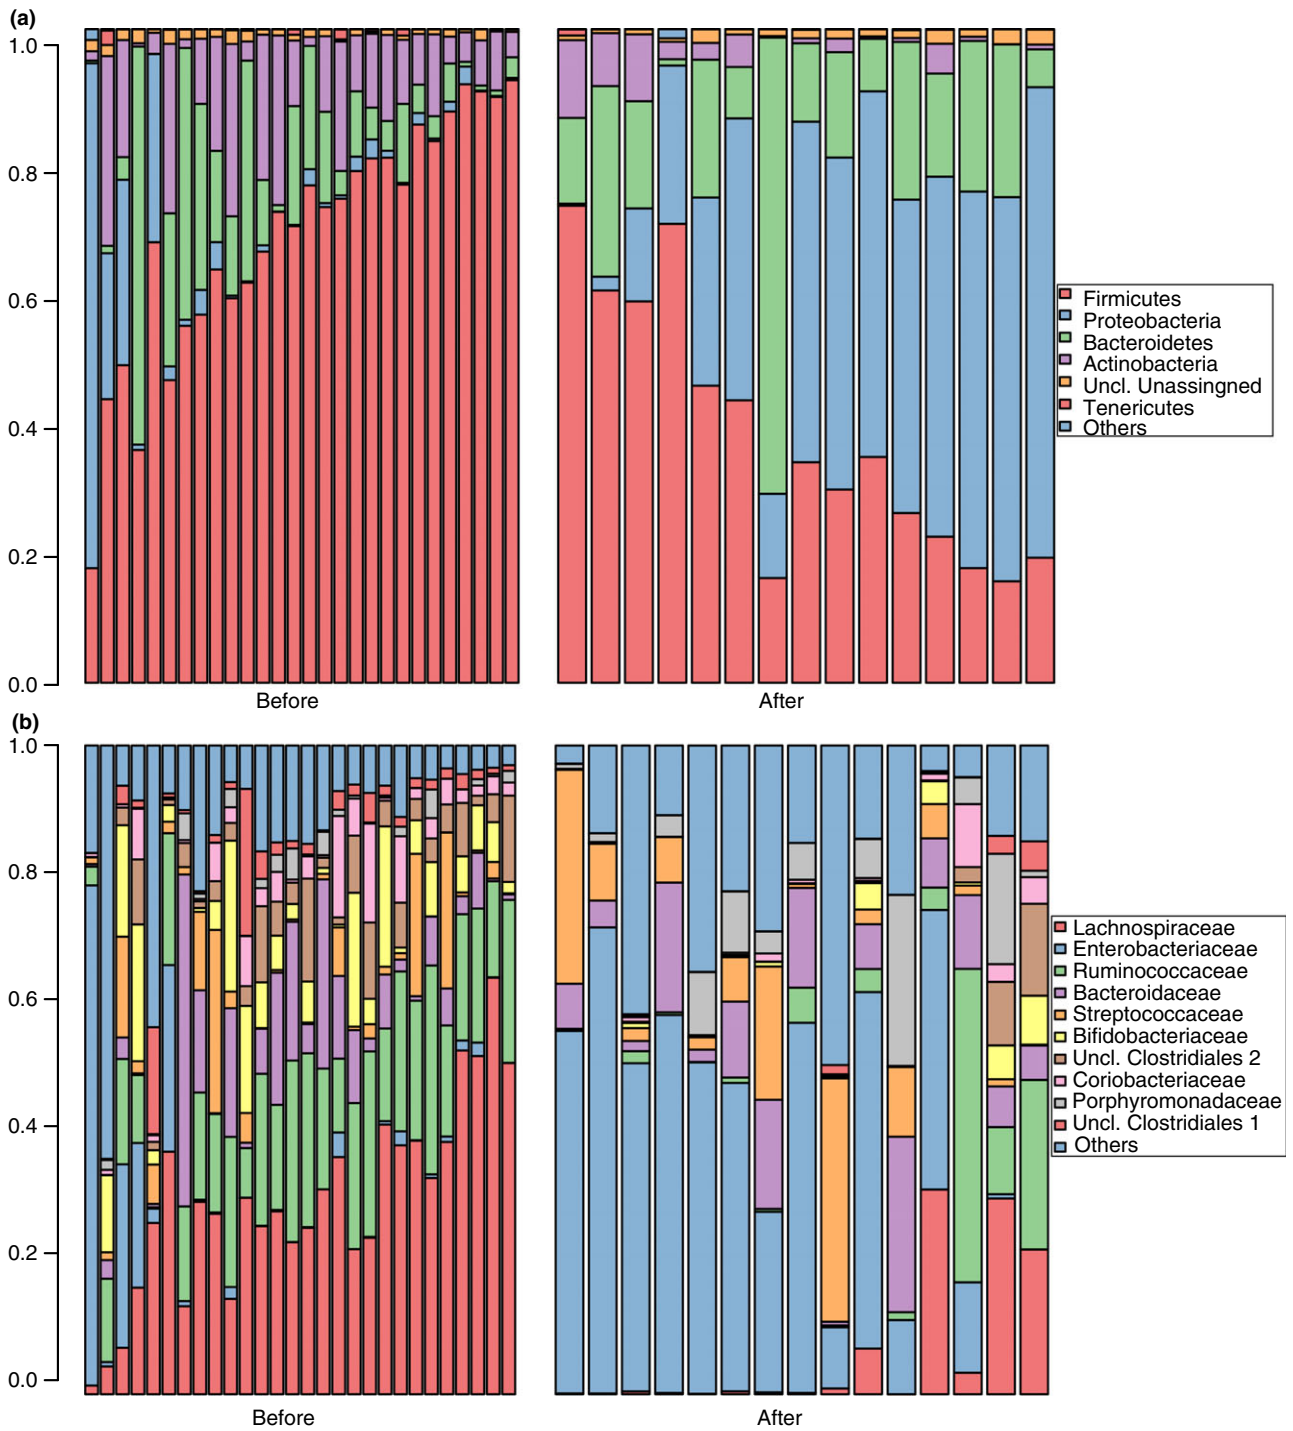 (a)
1.0
0.8
0.6
0.4
0.2
0.0
Before
After
Firmicutes
Proteobacteria
Bacteroidetes
Actinobacteria
Uncl. Unassingned
Tenericutes
Others
(b)
1.0
0.8
0.6
0.4
0.2
0.0
Before
After
Lachnospiraceae
Enterobacteriaceae
Ruminococcaceae
Bacteroidaceae
Streptococcaceae
Bifidobacteriaceae
Uncl. Clostridiales 2
Coriobacteriaceae
Porphyromonadaceae
Uncl. Clostridiales 1
Others